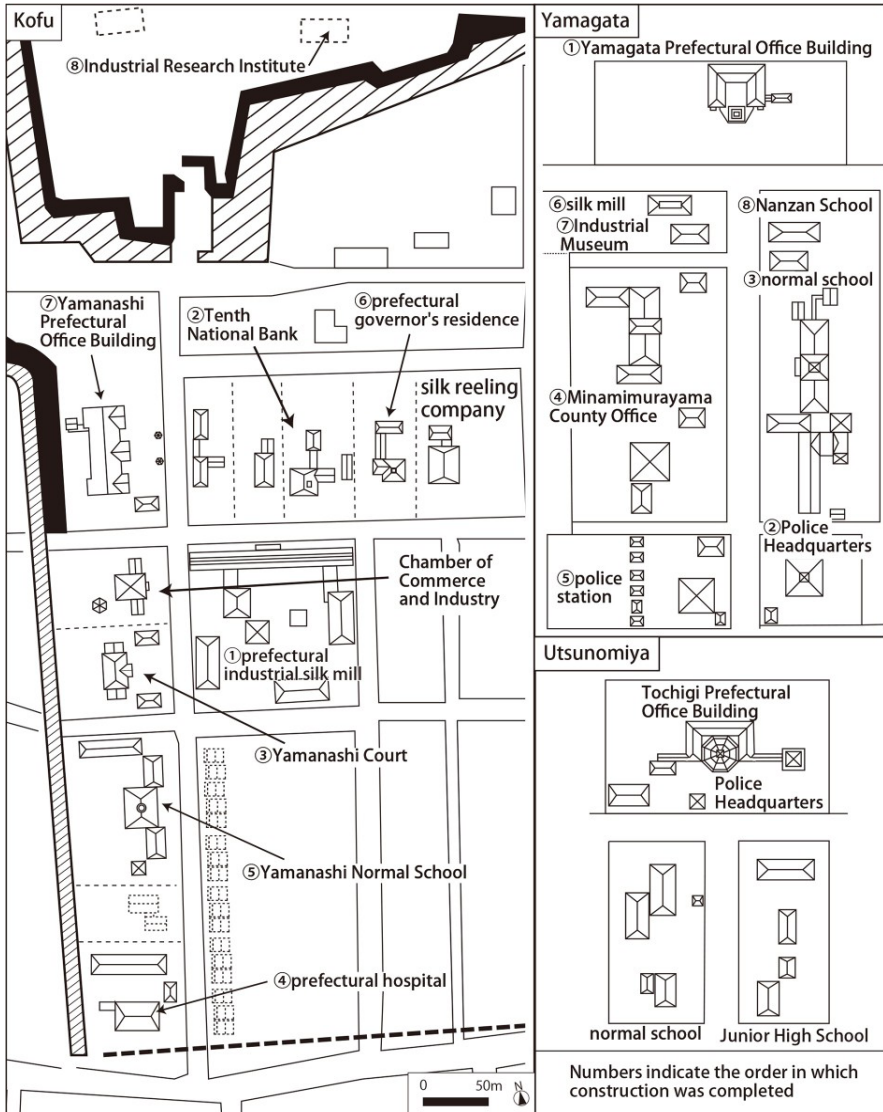 Kofu
⑧Industrial Research Institute
⑦Yamanashi
Prefectural
Office Building
②Tenth
National Bank
⑥prefectural
governor's residence
silk reeling
company
Chamber of
Commerce
and Industry
①prefectural
industrial silk mill
③Yamanashi Court
⑤Yamanashi Normal School
④prefectural hospital
0 50m N
Yamagata
①Yamagata Prefectural Office Building
⑥silk mill
⑦Industrial
Museum
⑧Nanzan School
③normal school
④Minamimurayama
County Office
②Police
Headquarters
⑤police
station
Utsunomiya
Tochigi Prefectural
Office Building
Police
Headquarters
normal school
Junior High School
Numbers indicate the order in which
construction was completed